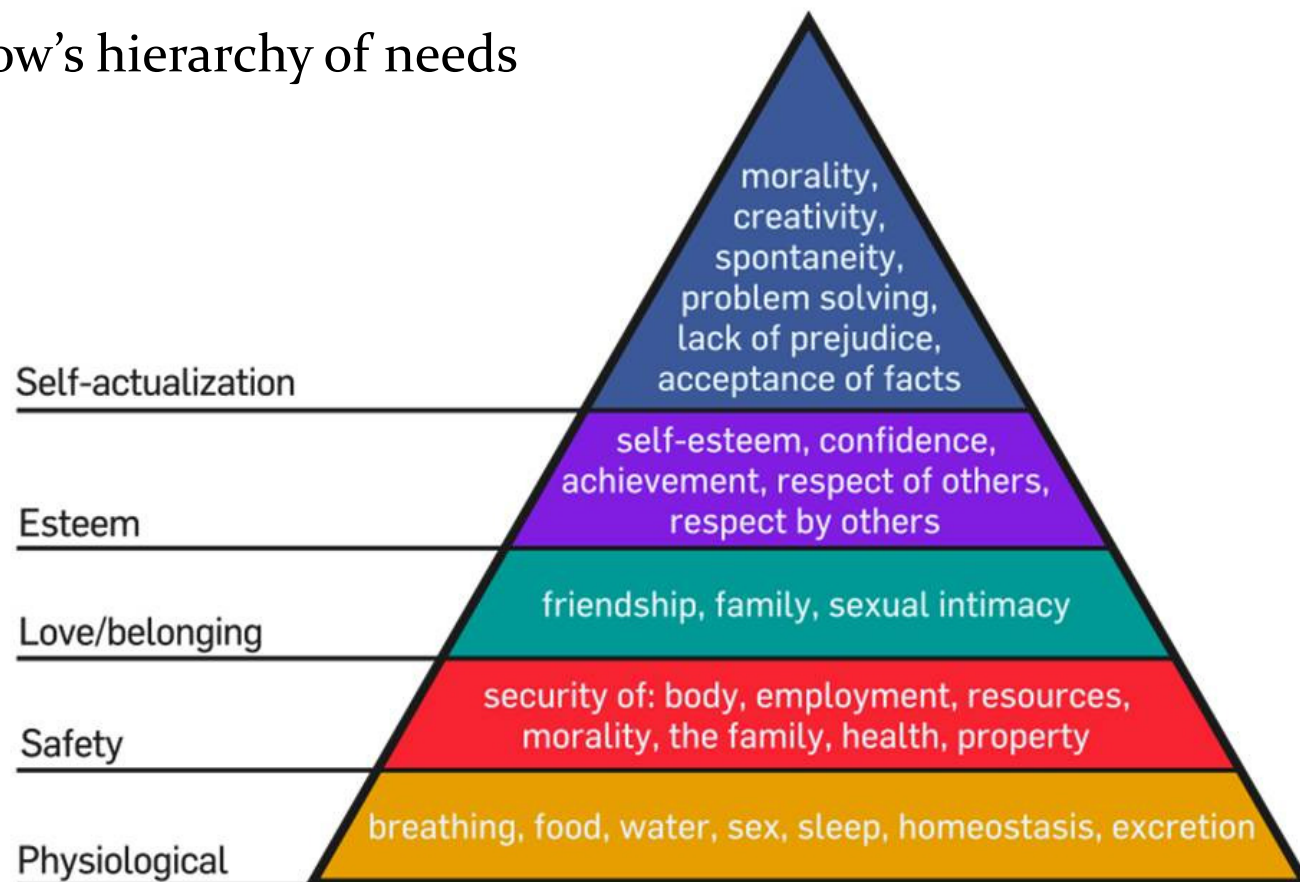 ow's hierarchy of needs
morality,
creativity,
spontaneity,
problem solving,
lack of prejudice,
acceptance of facts
Self-actualization
self-esteem, confidence,
achievement, respect of others,
respect by others
Esteem
friendship, family, sexual intimacy
Love/belonging
security of: body, employment, resources,
morality, the family, health, property
Safety
breathing, food, water, sex, sleep, homeostasis, excretion
Physiological